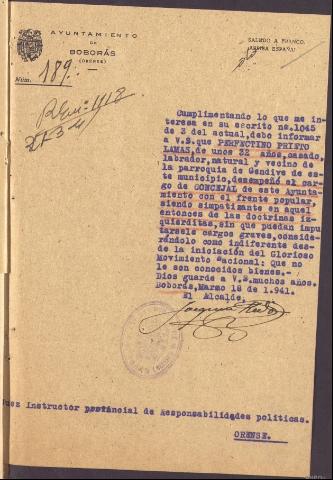 AYUNTAMIENTO
DE
BOBORÁS
(ORENSE)
Núm. 189.
SALUDO A FRANCO.
¡ARRIBA ESPAÑA!
Cumplimentando lo que me in
teresa en su escrito nº.1045
de 3 del actual, debo informar
a V.S. que PERFECTINO PRIETO
LAMAS, de unos 32 años, casado,
labrador, natural y vecino de
la parroquia de Gendive de es
te municipio, desempeñó el car
go de CONCEJAL de este Ayunta-
miento con el frente popular,
siendo simpatizante en aquel
entonces de las doctrinas iz
quierditas, sin que puedan impu
társele cargos graves, conside-
rándolo como indiferente des-
de la iniciación del Glorioso
Movimiento Nacional: Que no
le son conocidos bienes.-
Dios guarde a V.S. muchos años.
Boborás, Marzo 18 de 1.941.
El Alcalde,
Juez Instructor provincial de Responsabilidades políticas.
ORENSE.